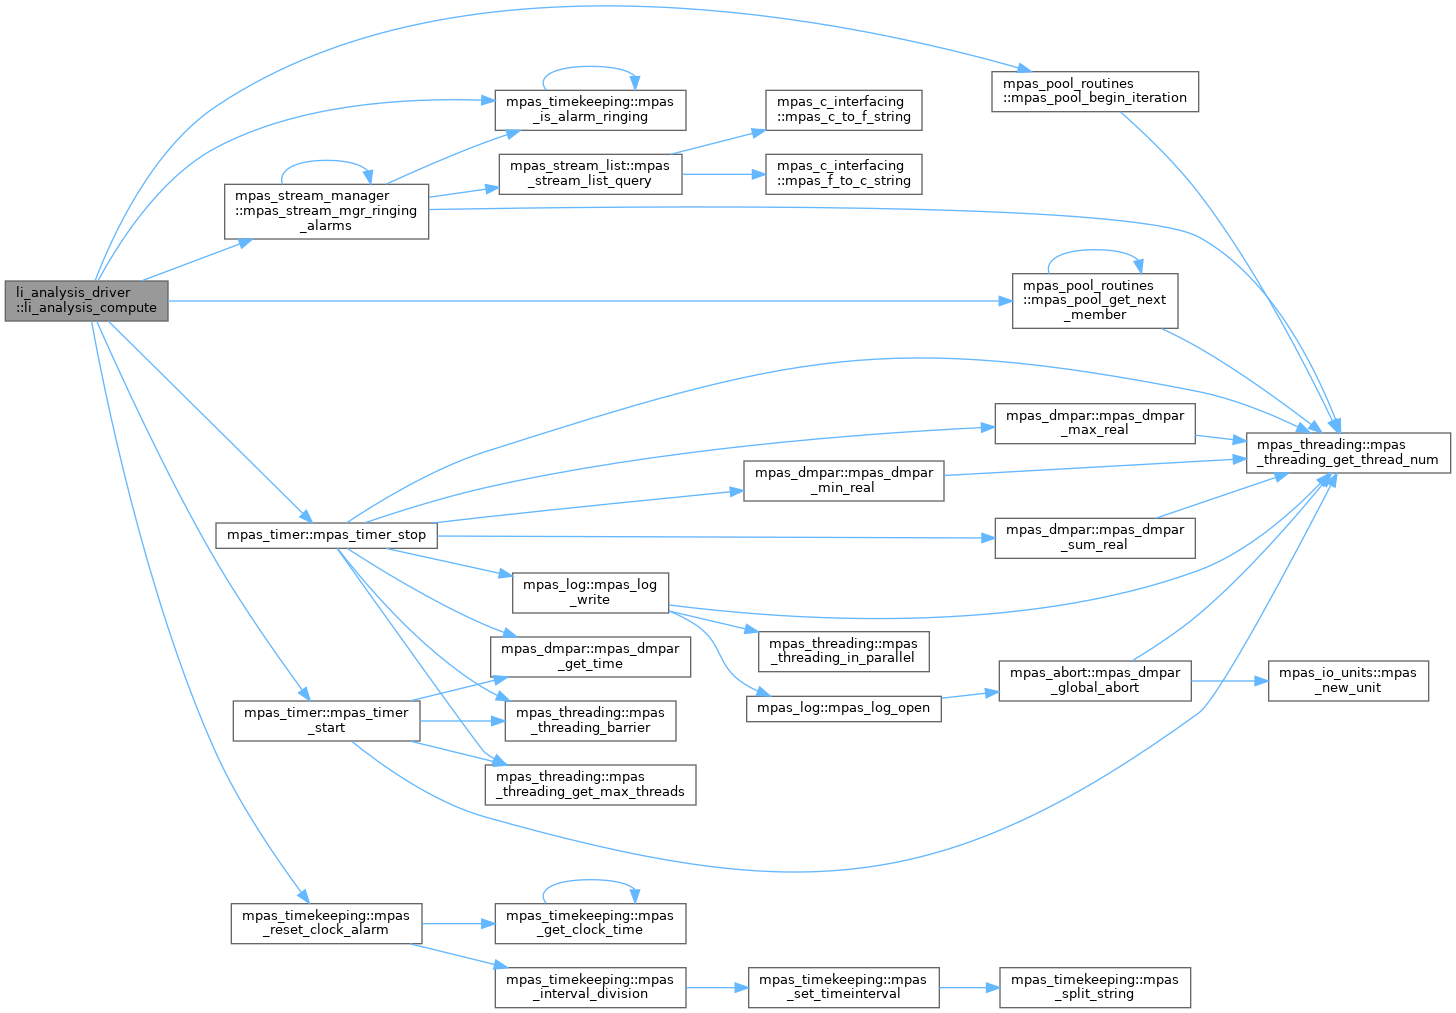 mpas_pool_routines
::mpas_pool_begin_iteration
mpas_timekeeping::mpas
_is_alarm_ringing
mpas_c_interfacing
::mpas_c_to_f_string
mpas_stream_list::mpas
_stream_list_query
mpas_c_interfacing
::mpas_f_to_c_string
mpas_stream_manager
::mpas_stream_mgr_ringing
_alarms
li_analysis_driver
::li_analysis_compute
mpas_pool_routines
::mpas_pool_get_next
_member
mpas_dmpar::mpas_dmpar
_max_real
mpas_threading::mpas
_threading_get_thread_num
mpas_dmpar::mpas_dmpar
_min_real
mpas_timer::mpas_timer_stop
mpas_dmpar::mpas_dmpar
_sum_real
mpas_log::mpas_log
_write
mpas_threading::mpas
_threading_in_parallel
mpas_dmpar::mpas_dmpar
_get_time
mpas_abort::mpas_dmpar
_global_abort
mpas_io_units::mpas
_new_unit
mpas_log::mpas_log_open
mpas_timer::mpas_timer
_start
mpas_threading::mpas
_threading_barrier
mpas_threading::mpas
_threading_get_max_threads
mpas_timekeeping::mpas
_reset_clock_alarm
mpas_timekeeping::mpas
_get_clock_time
mpas_timekeeping::mpas
_interval_division
mpas_timekeeping::mpas
_set_timeinterval
mpas_timekeeping::mpas
_split_string